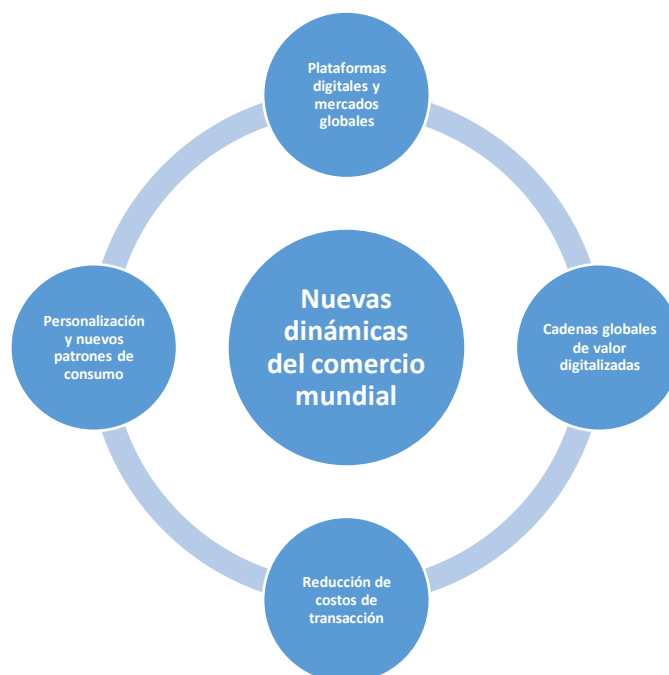 Plataformas
digitales y
mercados
globales
Nuevas
dinámicas
del comercio
mundial
Personalización
y nuevos
patrones de
consumo
Cadenas globales
de valor
digitalizadas
Reducción de
costos de
transacción